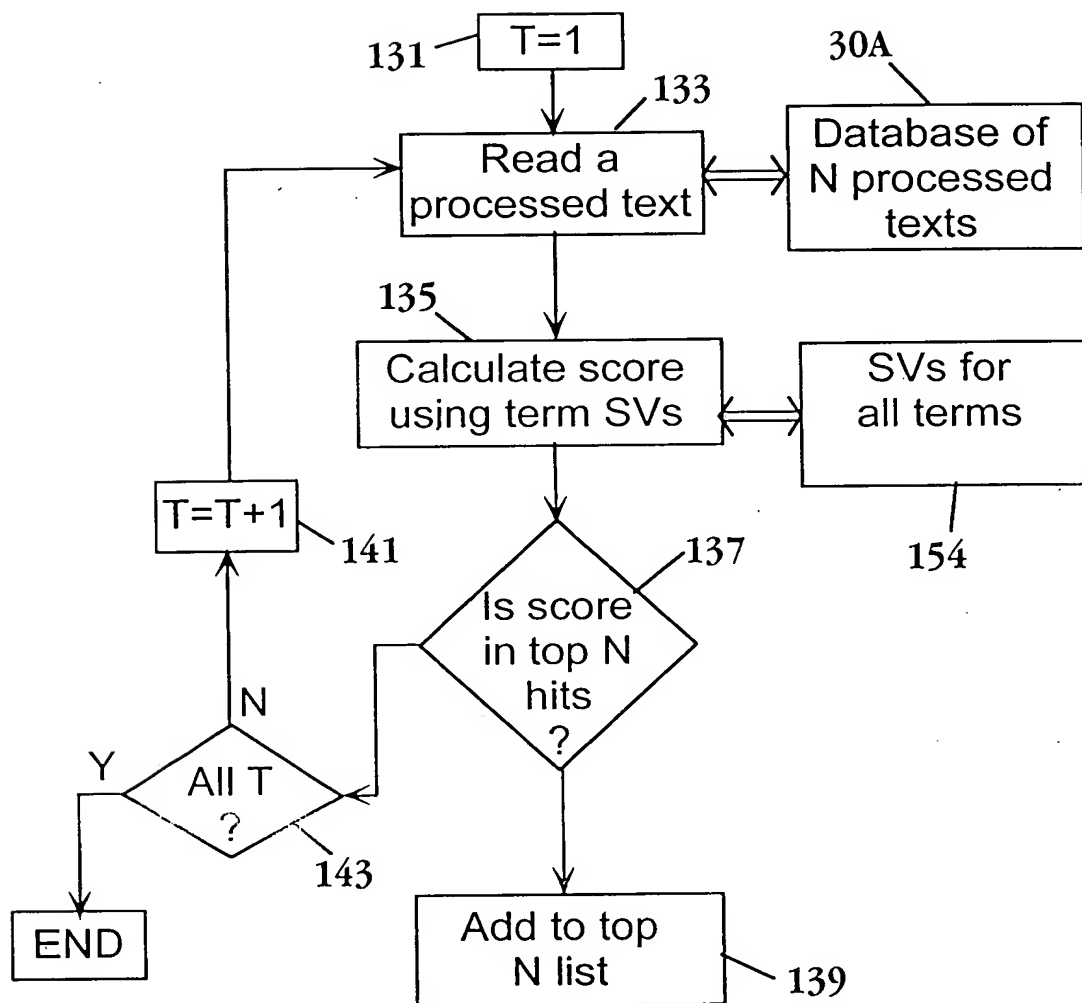 131
T=1
133
30A
Read a
processed text
Database of
N processed
texts
135
Calculate score
using term SVs
SVs for
all terms
154
T=T+1
141
137
Is score
in top N
hits
?
N
Y
All T
?
143
END
Add to top
N list
139